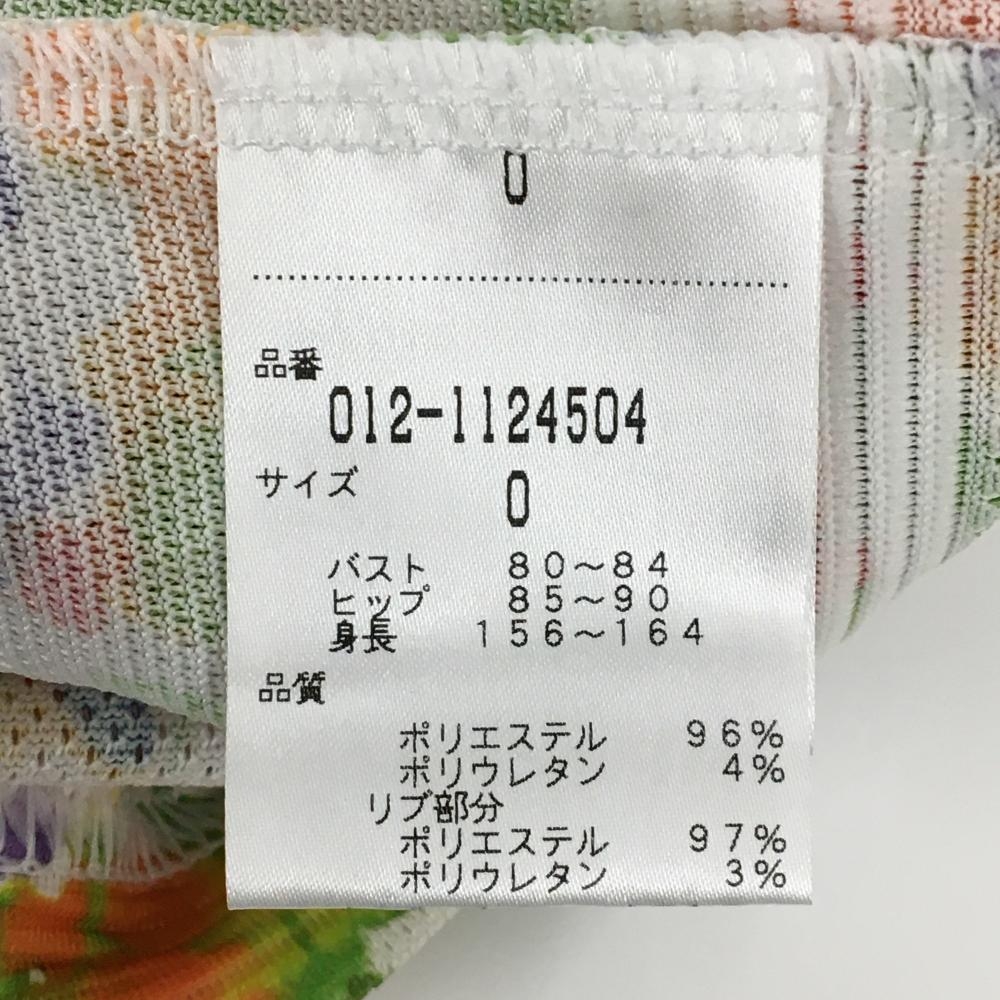 0
品番
012-1124504
サイズ 0
バスト 80～84
ヒップ 85～90
身長 156～164
品質
ポリエステル 96%
ポリウレタン 4%
リブ部分
ポリエステル 97%
ポリウレタン 3%